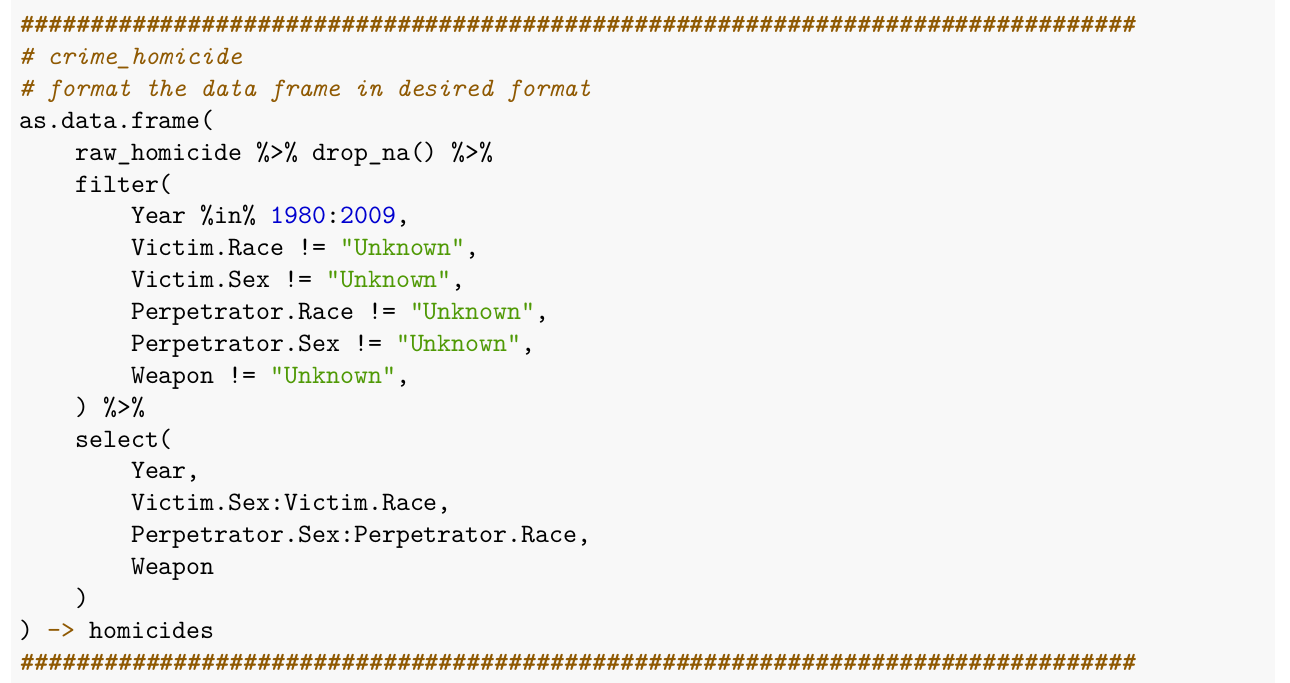 ################################################################################
# crime_homicide
# format the data frame in desired format
as.data.frame(
    raw_homicide %>% drop_na() %>%
    filter(
        Year %in% 1980:2009,
        Victim.Race != "Unknown",
        Victim.Sex != "Unknown",
        Perpetrator.Race != "Unknown",
        Perpetrator.Sex != "Unknown",
        Weapon != "Unknown",
    ) %>%
    select(
        Year,
        Victim.Sex:Victim.Race,
        Perpetrator.Sex:Perpetrator.Race,
        Weapon
    )
) -> homicides
################################################################################